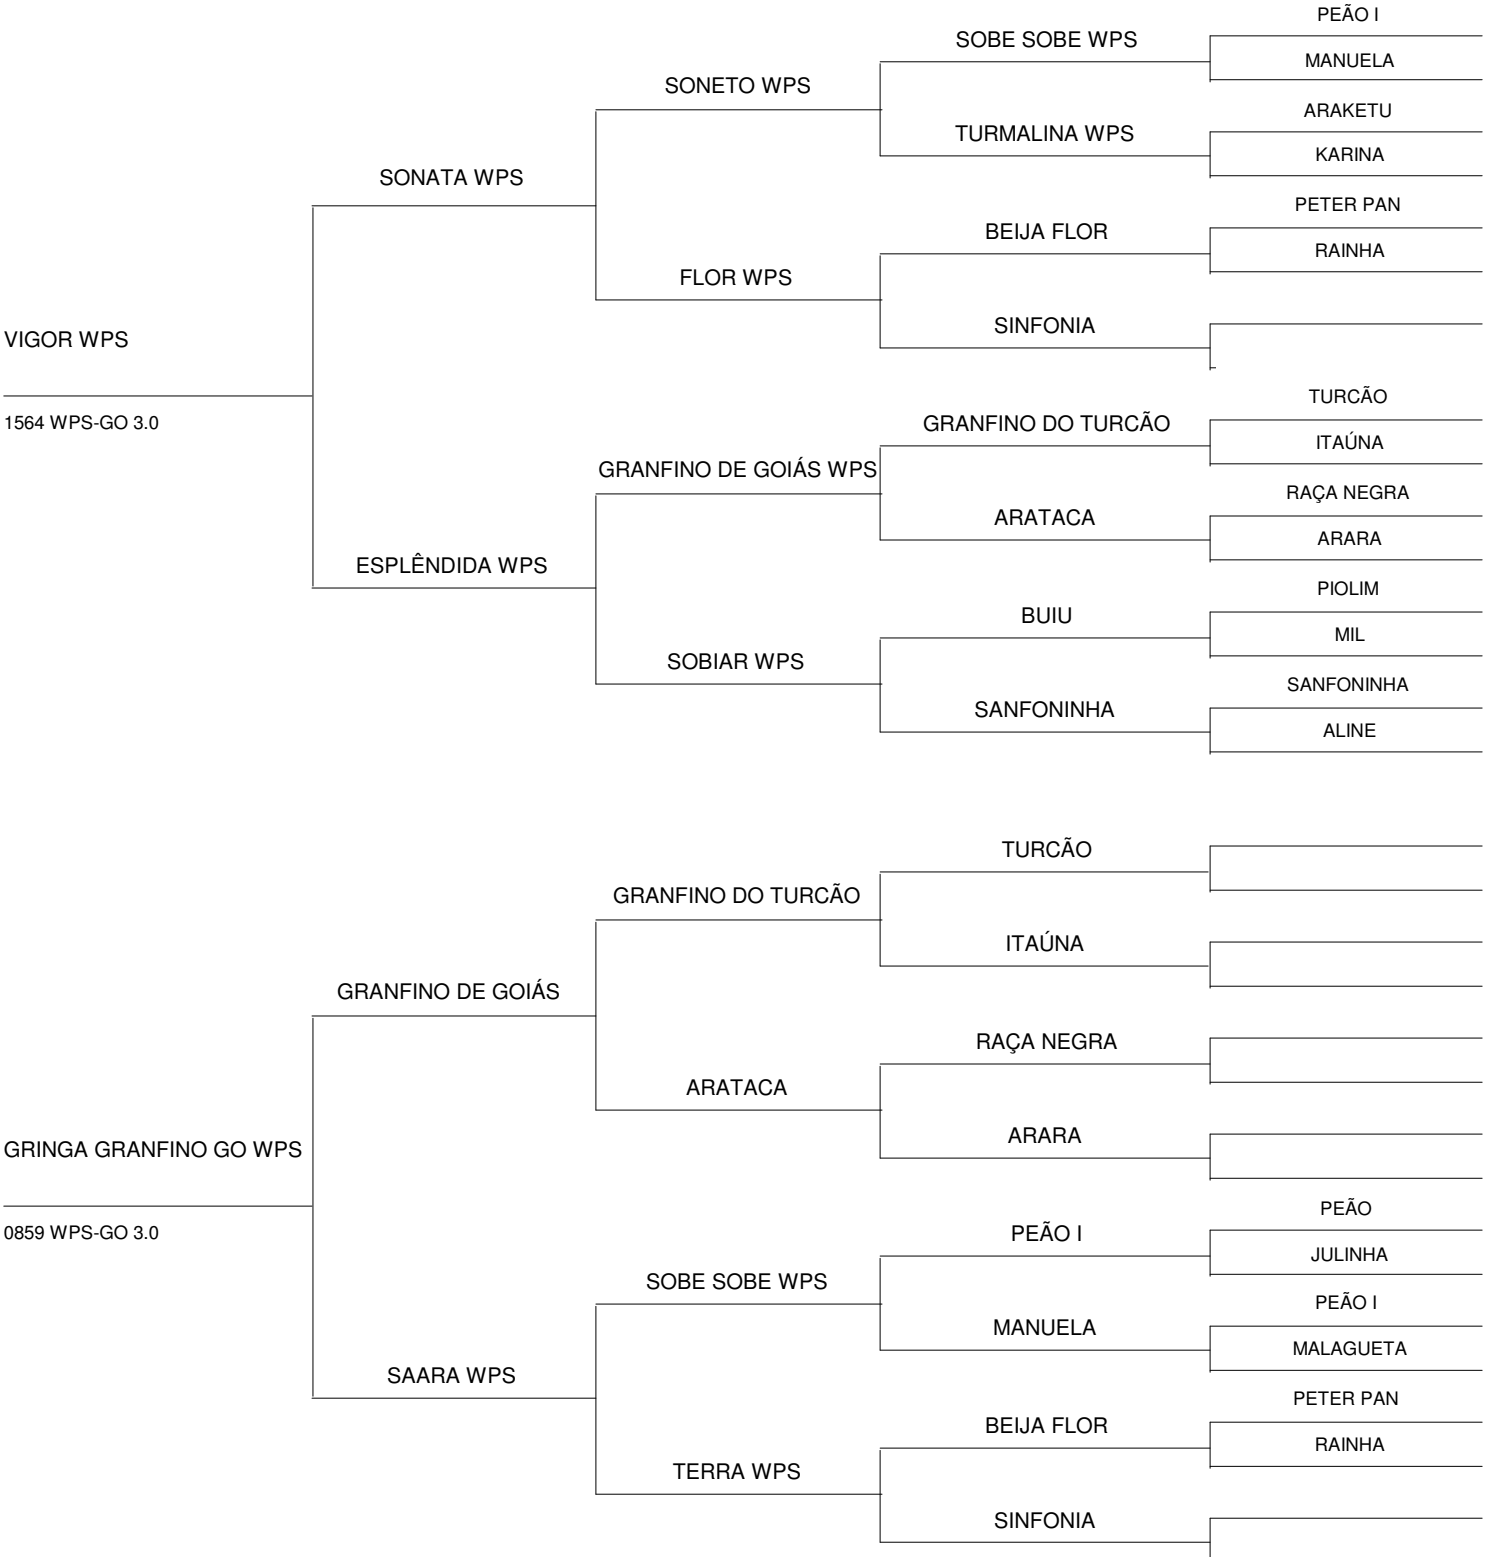 PEÃO I
SOBE SOBE WPS
MANUELA
SONETO WPS
ARAKETU
TURMALINA WPS
KARINA
SONATA WPS
PETER PAN
BEIJA FLOR
RAINHA
FLOR WPS
SINFONIA
VIGOR WPS
1564 WPS-GO 3.0
TURCÃO
GRANFINO DO TURCÃO
ITAÚNA
GRANFINO DE GOIÁS WPS
RAÇA NEGRA
ARATACA
ARARA
ESPLÊNDIDA WPS
PIOLIM
BUIU
MIL
SOBIAR WPS
SANFONINHA
SANFONINHA
ALINE
TURCÃO
GRANFINO DO TURCÃO
ITAÚNA
GRANFINO DE GOIÁS
RAÇA NEGRA
ARATACA
ARARA
GRINGA GRANFINO GO WPS
0859 WPS-GO 3.0
PEÃO
PEÃO I
JULINHA
SOBE SOBE WPS
PEÃO I
MANUELA
MALAGUETA
SAARA WPS
PETER PAN
BEIJA FLOR
RAINHA
TERRA WPS
SINFONIA